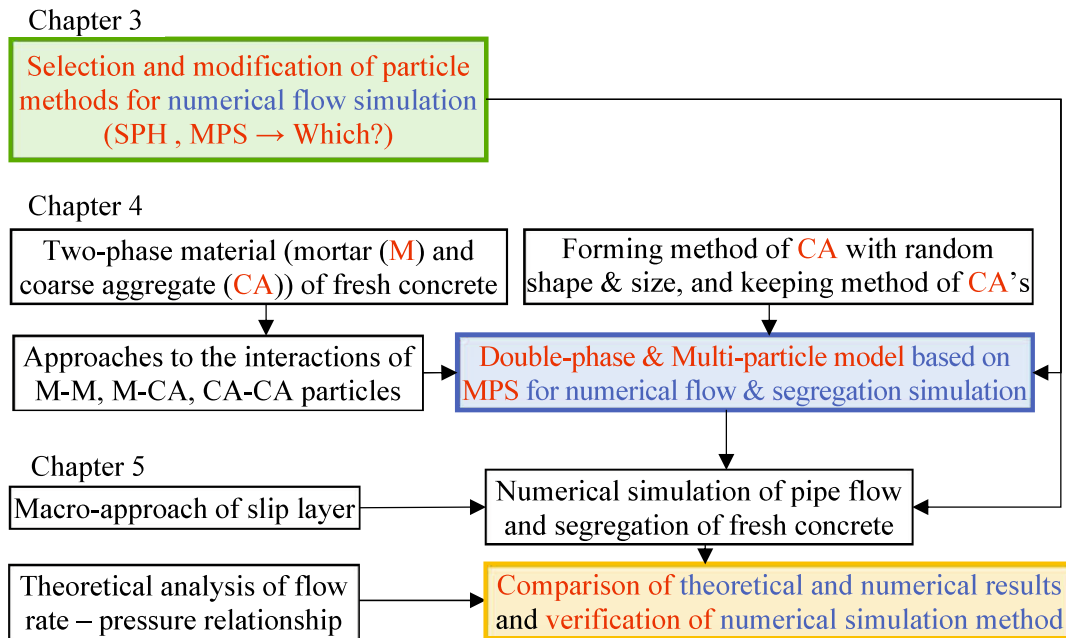 Chapter 3
Selection and modification of particle
methods for numerical flow simulation
(SPH , MPS → Which?)
Chapter 4
Two-phase material (mortar (M) and
coarse aggregate (CA)) of fresh concrete
Forming method of CA with random
shape & size, and keeping method of CA's
Approaches to the interactions of
M-M, M-CA, CA-CA particles
Double-phase & Multi-particle model based on
MPS for numerical flow & segregation simulation
Chapter 5
Macro-approach of slip layer
Numerical simulation of pipe flow
and segregation of fresh concrete
Theoretical analysis of flow
rate – pressure relationship
Comparison of theoretical and numerical results
and verification of numerical simulation method